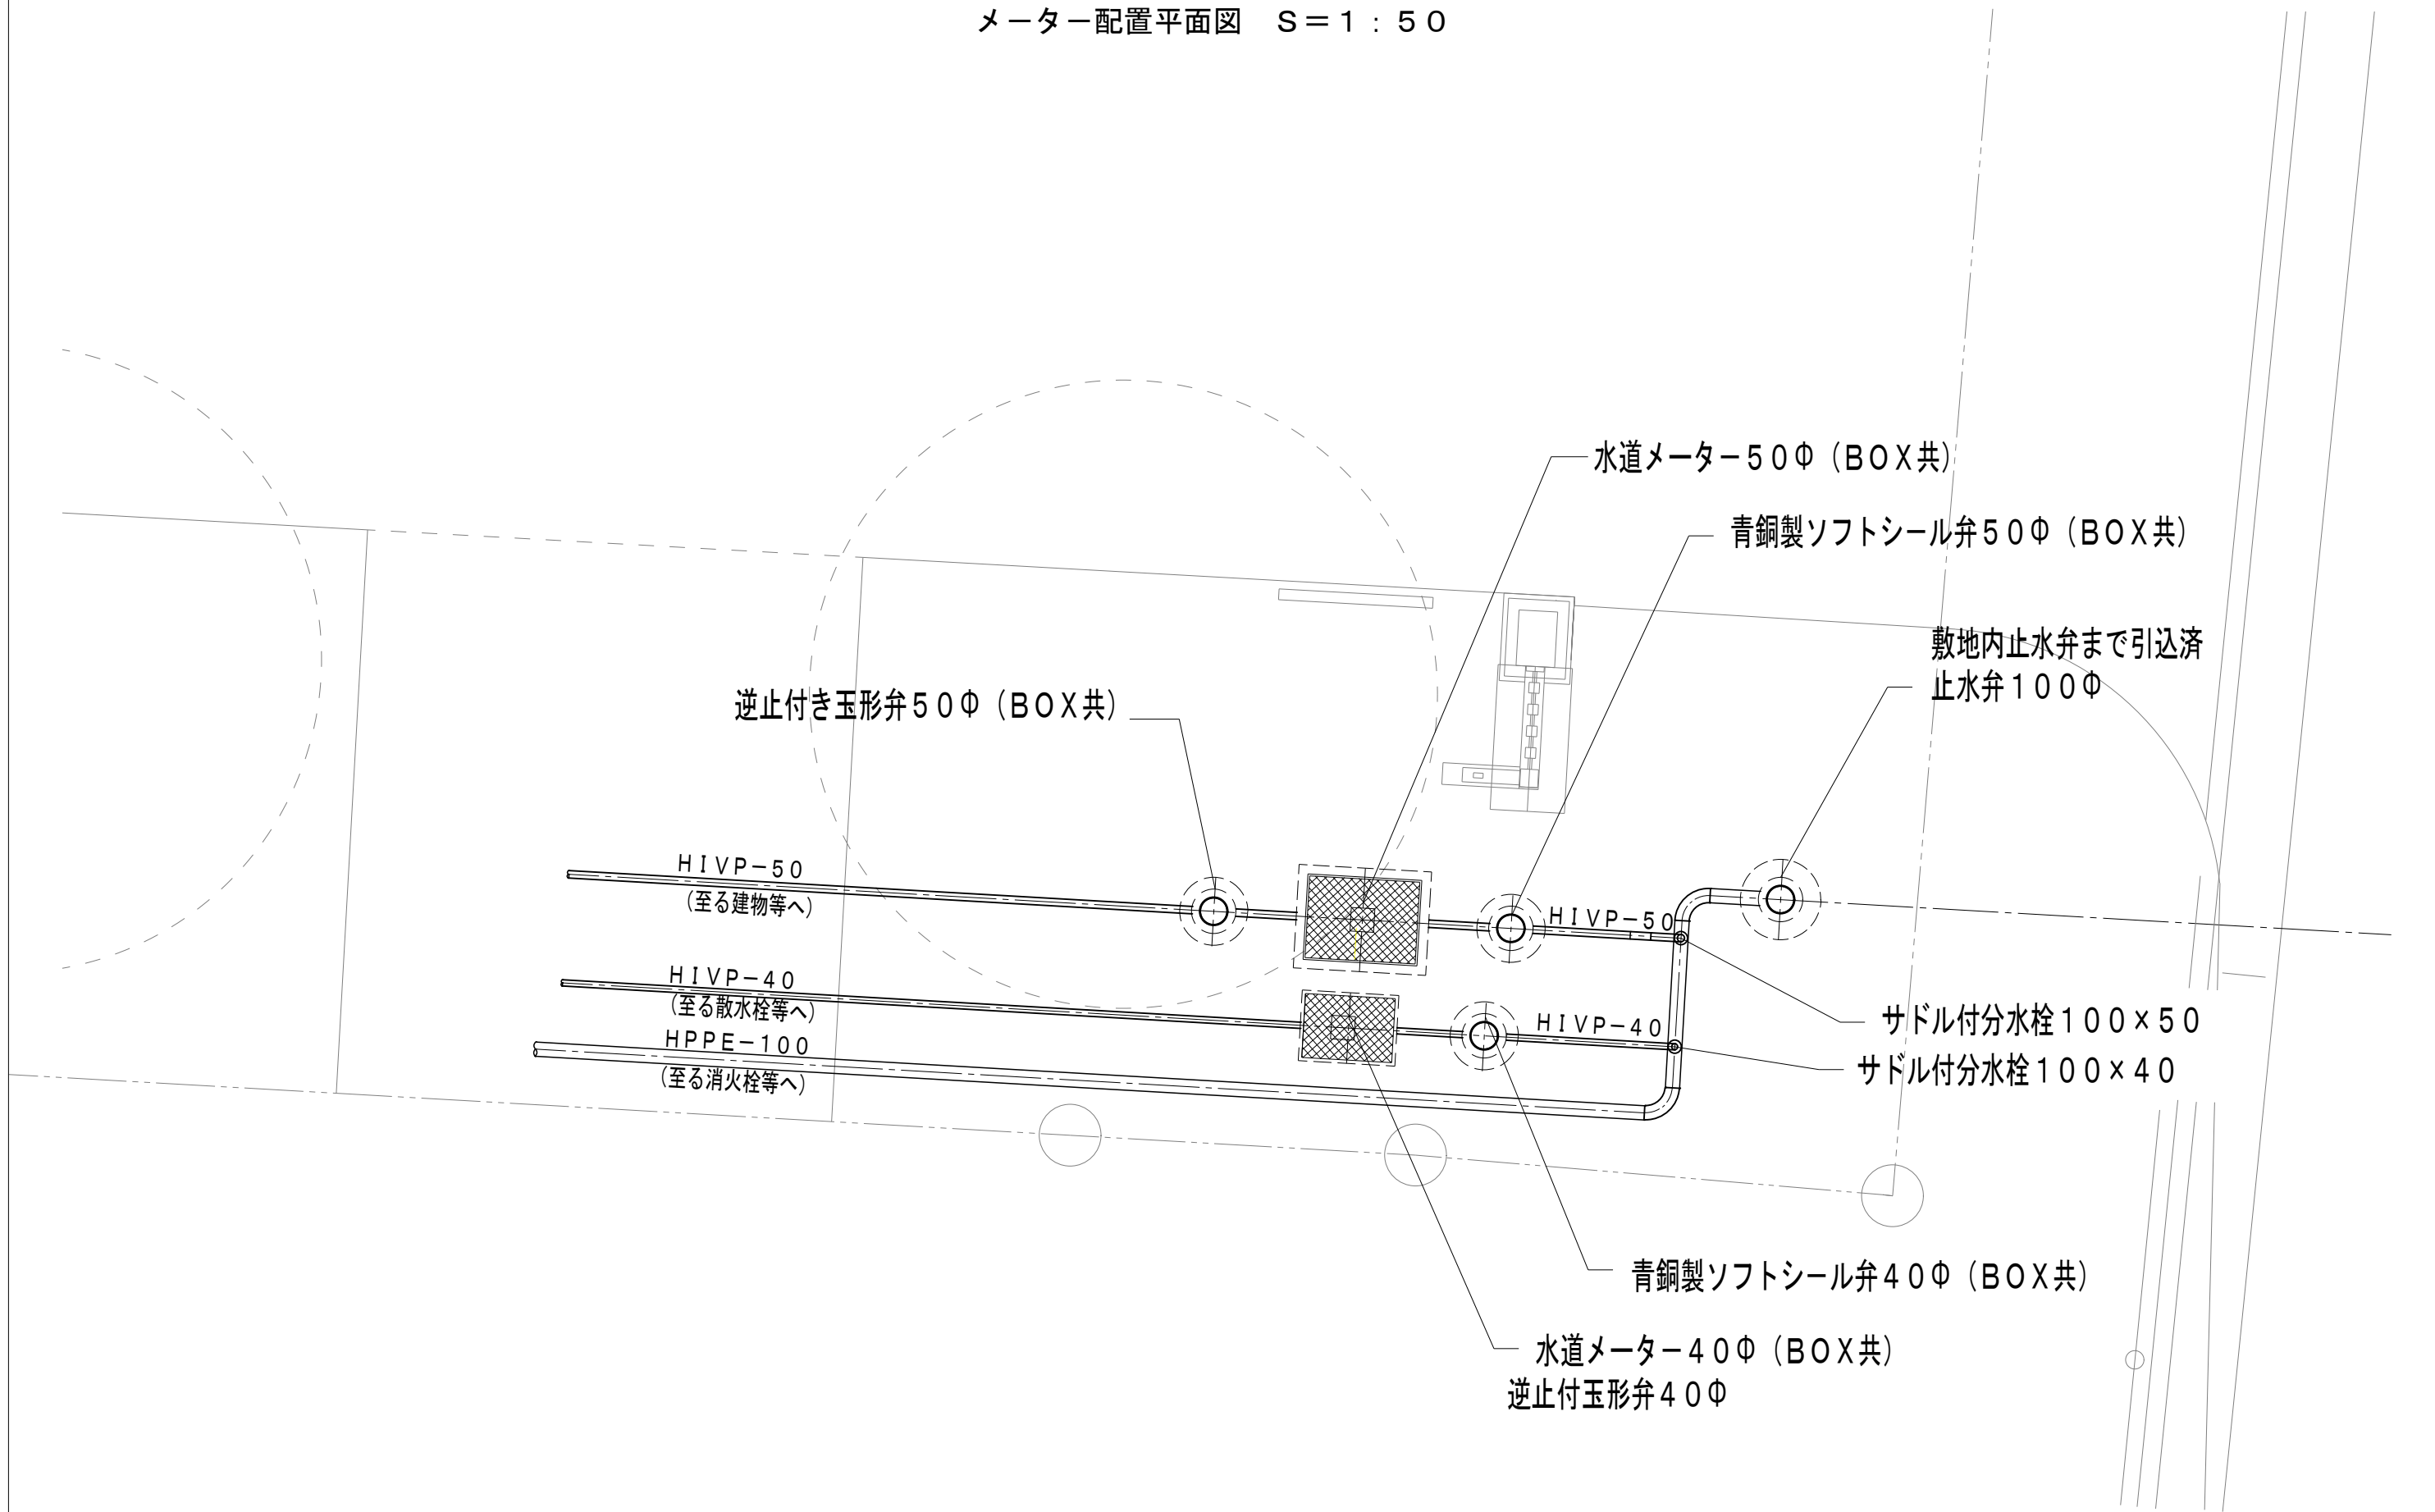 メーター配置平面図　S=1:50
水道メーター50Φ（BOX共）
青銅製ソフトシール弁50Φ（BOX共）
敷地内止水弁まで引込済
止水弁100Φ
逆止付き玉形弁50Φ（BOX共）
HIVP-50
（至る建物等へ）
HIVP-50
HIVP-40
（至る散水栓等へ）
HIVP-40
HPPE-100
（至る消火栓等へ）
サドル付分水栓100×50
サドル付分水栓100×40
青銅製ソフトシール弁40Φ（BOX共）
水道メーター40Φ（BOX共）
逆止付玉形弁40Φ